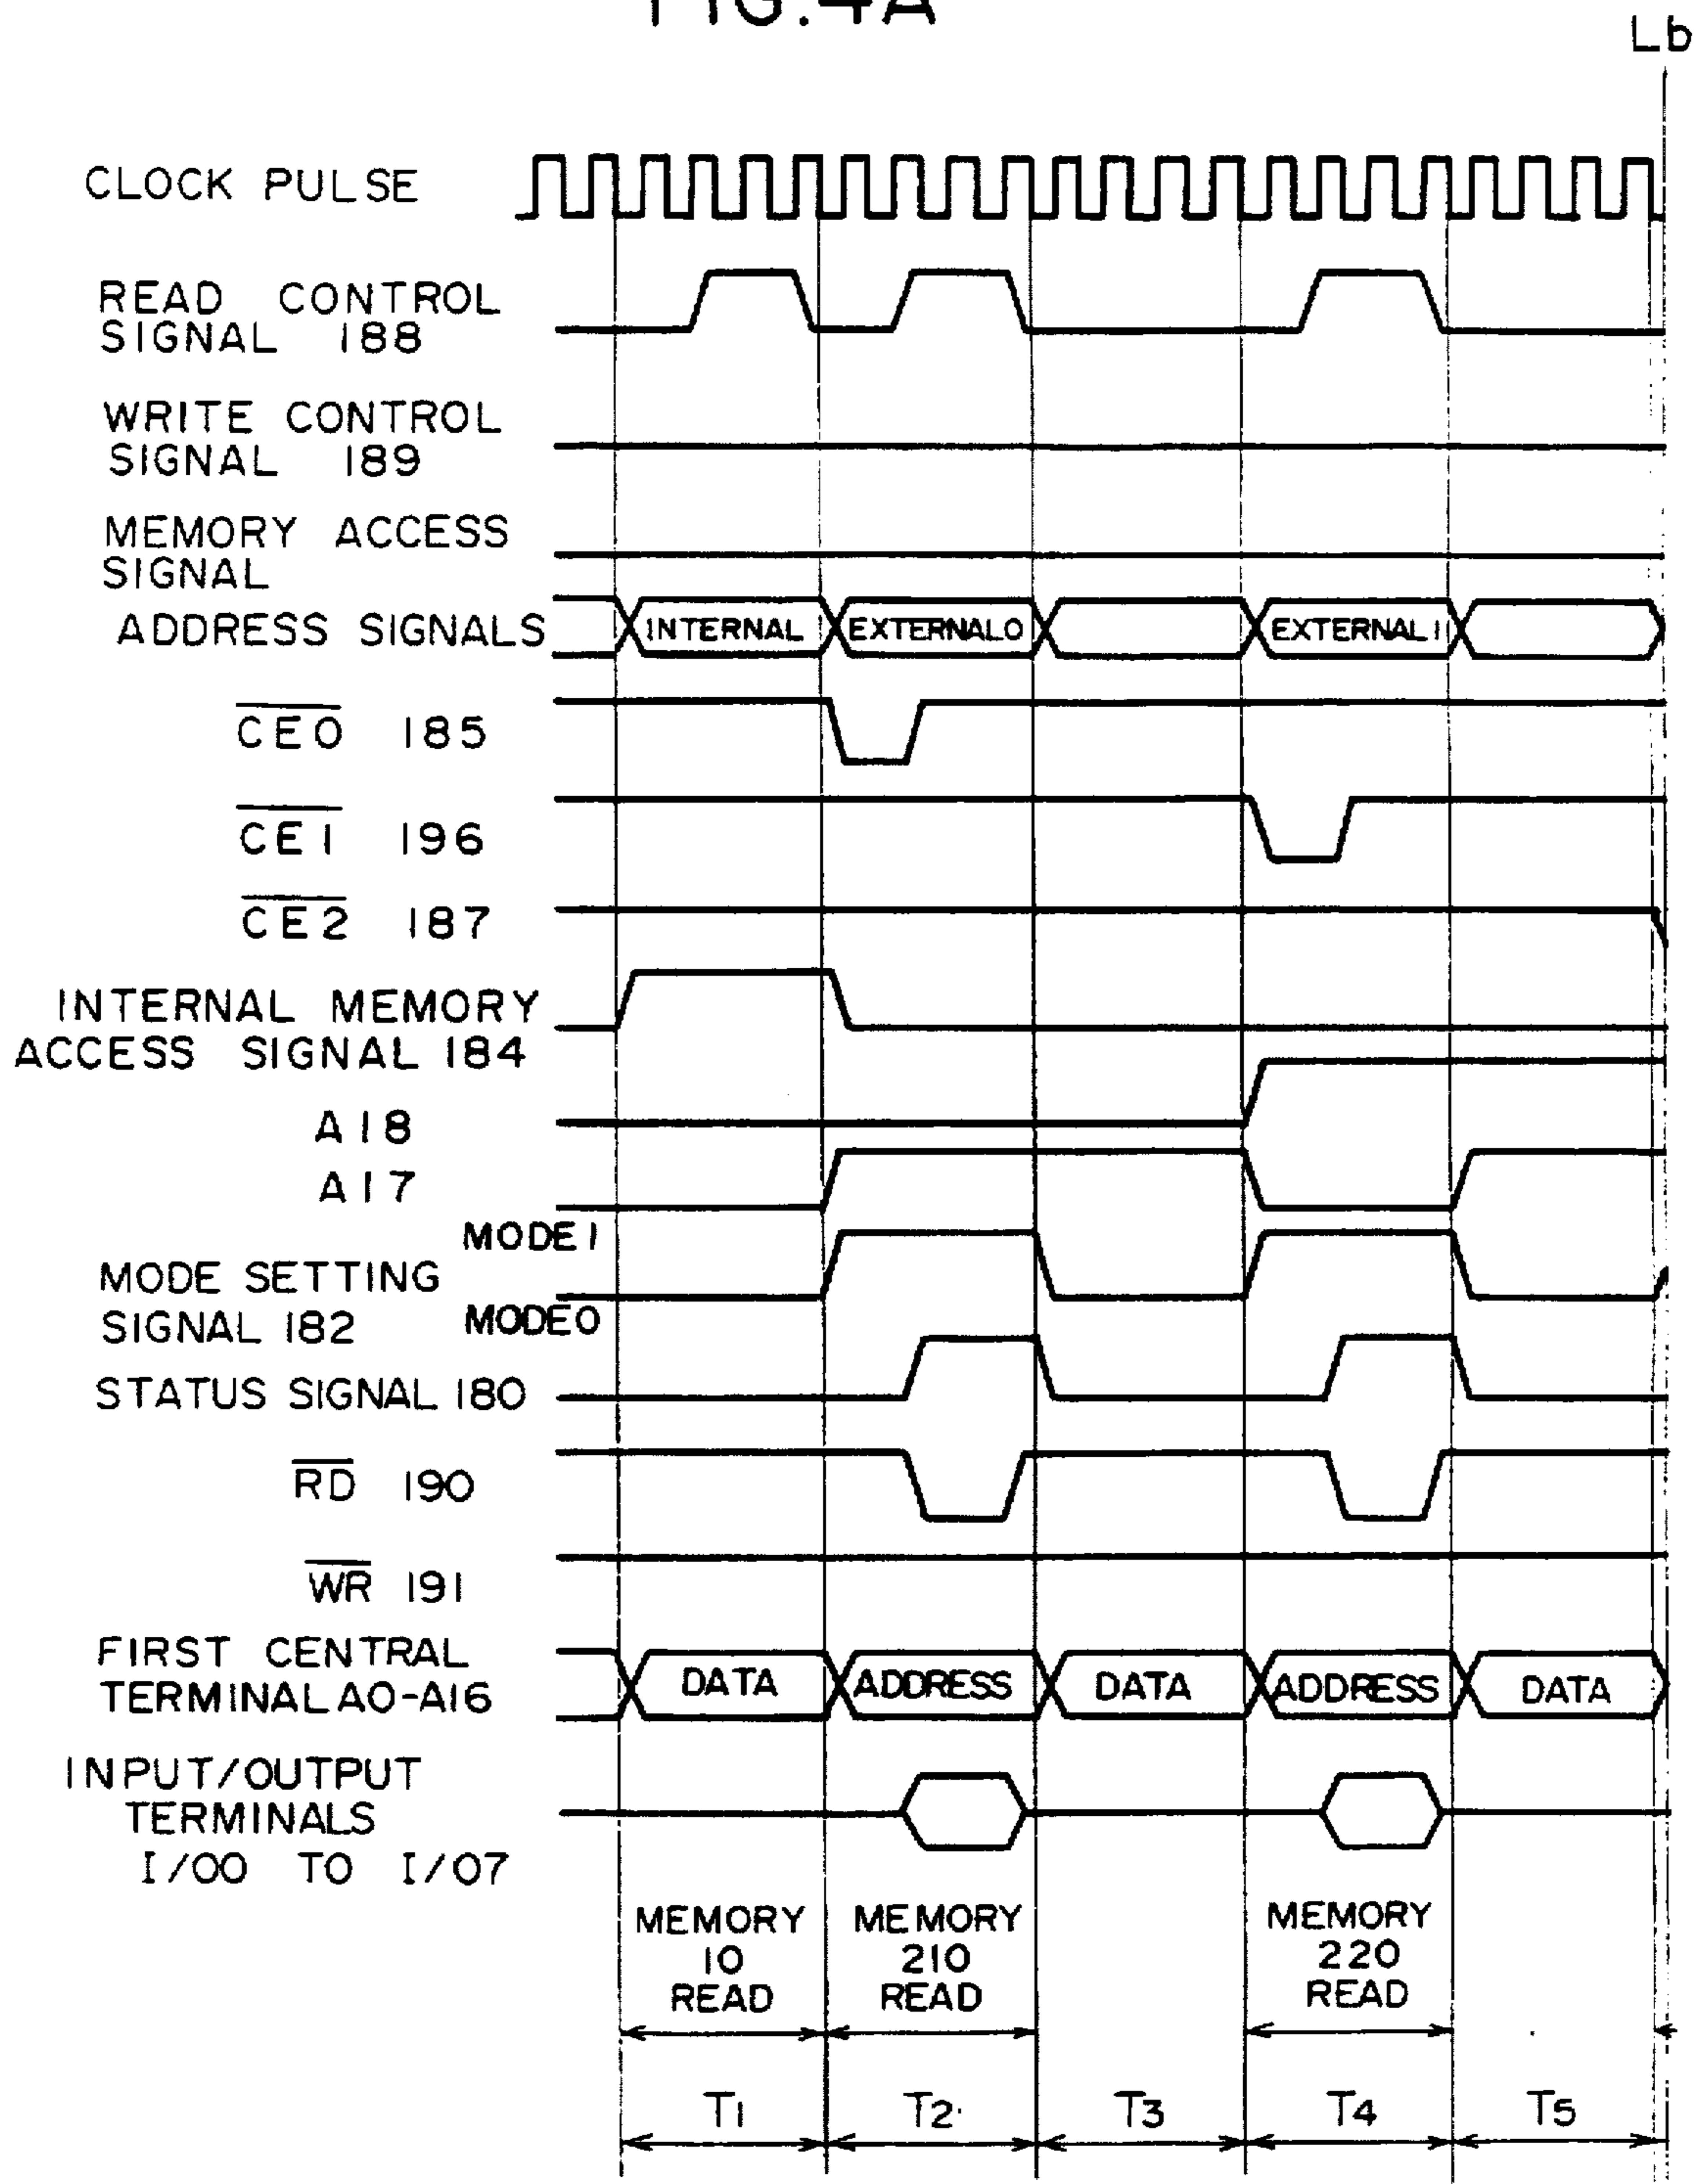 FIG.4A
Lb
CLOCK PULSE
READ CONTROL
SIGNAL 188
WRITE CONTROL
SIGNAL 189
MEMORY ACCESS
SIGNAL
ADDRESS SIGNALS
INTERNAL EXTERNAL0 EXTERNAL1
CE0 185
CE1 196
CE2 187
INTERNAL MEMORY
ACCESS SIGNAL 184
A18
A17
MODE1
MODE SETTING
SIGNAL 182
MODE0
STATUS SIGNAL 180
RD 190
WR 191
FIRST CENTRAL
TERMINAL A0-A16
DATA ADDRESS DATA ADDRESS DATA
INPUT/OUTPUT
TERMINALS
I/O0 TO I/O7
MEMORY
10
READ
MEMORY
210
READ
MEMORY
220
READ
T1 T2 T3 T4 T5